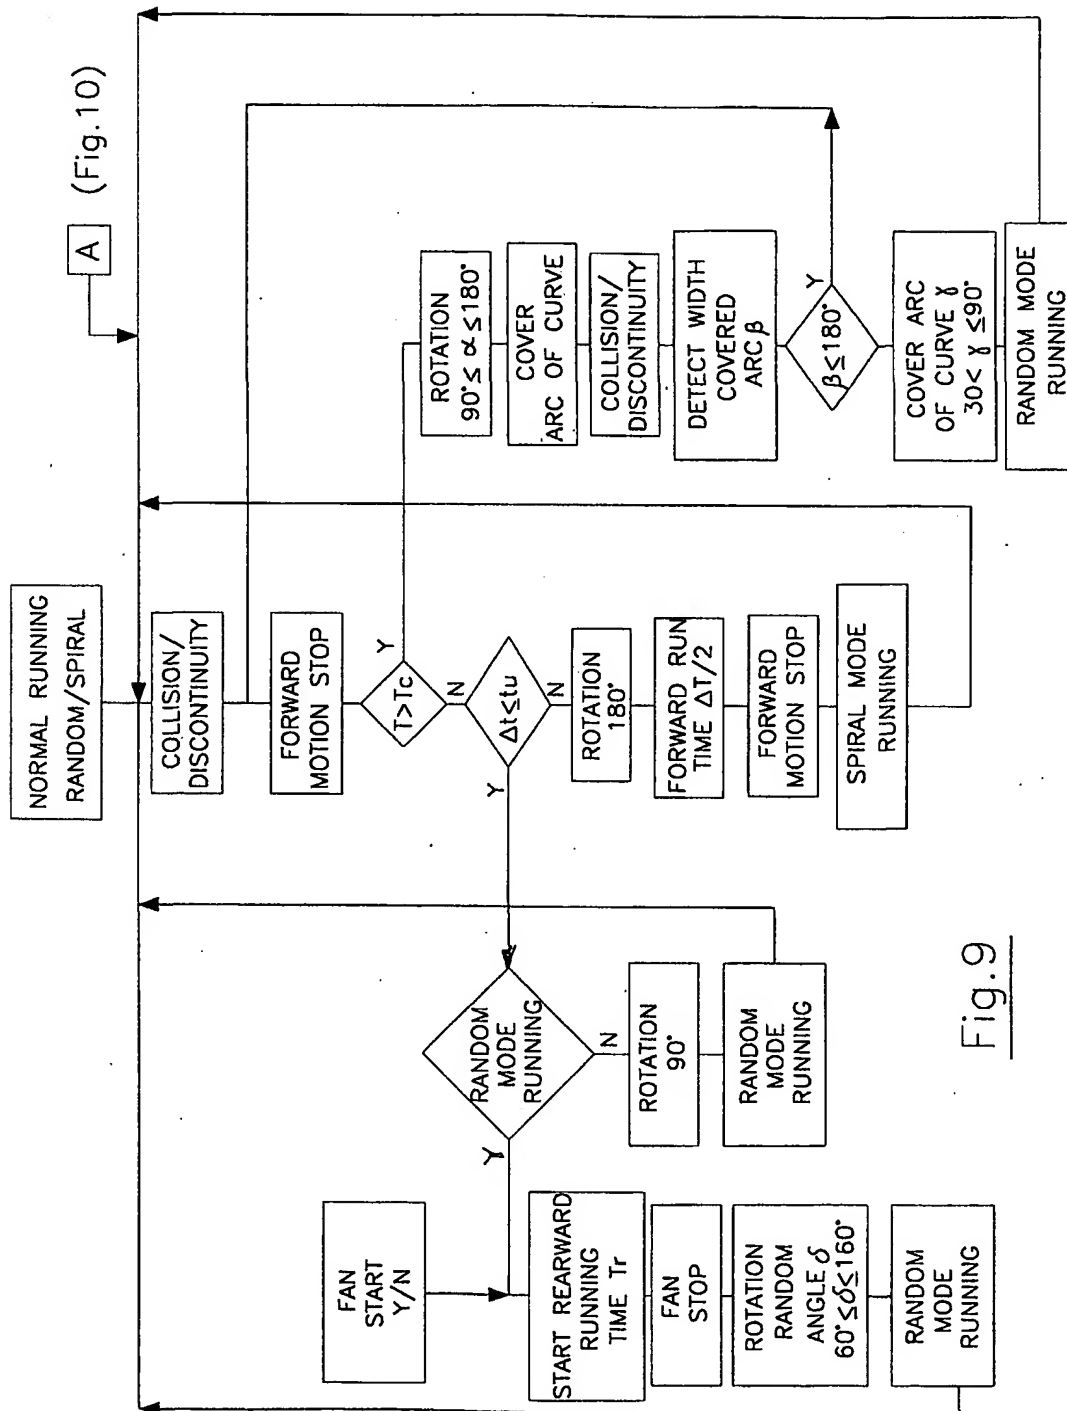 NORMAL RUNNING
RANDOM/SPIRAL
A (Fig.10)
COLLISION/
DISCONTINUITY
FORWARD
MOTION STOP
T>Tc
Y
N
Δt≤tu
Y
N
ROTATION
180°
FORWARD RUN
TIME ΔT/2
FORWARD
MOTION STOP
SPIRAL MODE
RUNNING
ROTATION
90°≤ α ≤180°
COVER
ARC OF CURVE
COLLISION/
DISCONTINUITY
DETECT WIDTH
COVERED
ARC β
β≤180°
Y
COVER ARC
OF CURVE γ
30< γ ≤90°
RANDOM MODE
RUNNING
RANDOM
MODE
RUNNING
Y
N
ROTATION
90°
RANDOM
MODE
RUNNING
FAN
START
Y/N
START REARWARD
RUNNING
TIME Tr
FAN
STOP
ROTATION
RANDOM
ANGLE δ
60°≤δ≤160°
RANDOM
MODE
RUNNING
Fig.9